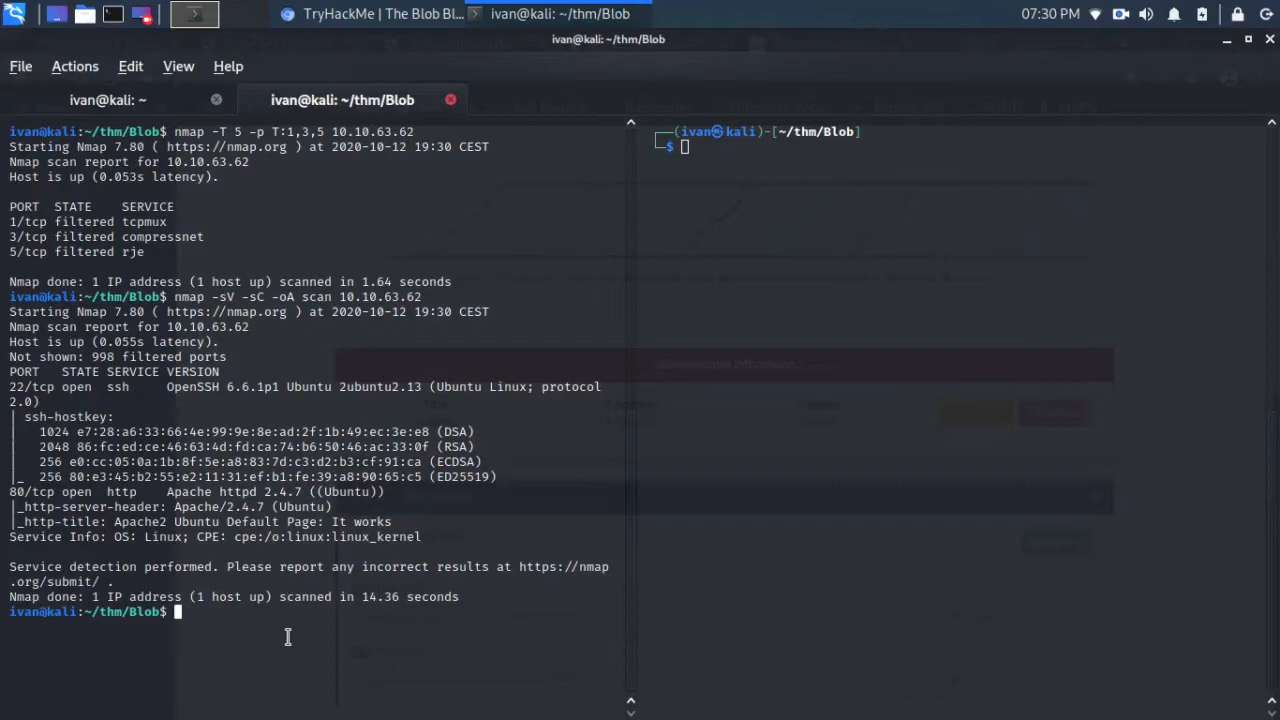 TryHackMe | The Blob Bl...
ivan@kali: ~/thm/Blob
07:30 PM
ivan@kali: ~/thm/Blob
File Actions Edit View Help
ivan@kali: ~
ivan@kali: ~/thm/Blob
ivan@kali:~/thm/Blob$ nmap -T 5 -p T:1,3,5 10.10.63.62
Starting Nmap 7.80 ( https://nmap.org ) at 2020-10-12 19:30 CEST
Nmap scan report for 10.10.63.62
Host is up (0.053s latency).
PORT STATE SERVICE
1/tcp filtered tcpmux
3/tcp filtered compressnet
5/tcp filtered rje
Nmap done: 1 IP address (1 host up) scanned in 1.64 seconds
ivan@kali:~/thm/Blob$ nmap -sV -sC -oA scan 10.10.63.62
Starting Nmap 7.80 ( https://nmap.org ) at 2020-10-12 19:30 CEST
Nmap scan report for 10.10.63.62
Host is up (0.055s latency).
Not shown: 998 filtered ports
PORT STATE SERVICE VERSION
22/tcp open ssh OpenSSH 6.6.1p1 Ubuntu 2ubuntu2.13 (Ubuntu Linux; protocol
2.0)
| ssh-hostkey:
| 1024 e7:28:a6:33:66:4e:99:9e:8e:ad:2f:1b:49:ec:3e:e8 (DSA)
| 2048 86:fc:ed:ce:46:63:4d:fd:ca:74:b6:50:46:ac:33:0f (RSA)
| 256 e0:cc:05:0a:1b:8f:5e:a8:83:7d:c3:d2:b3:cf:91:ca (ECDSA)
|_ 256 80:e3:45:b2:55:e2:11:31:ef:b1:fe:39:a8:90:65:c5 (ED25519)
80/tcp open http Apache httpd 2.4.7 ((Ubuntu))
|_http-server-header: Apache/2.4.7 (Ubuntu)
|_http-title: Apache2 Ubuntu Default Page: It works
Service Info: OS: Linux; CPE: cpe:/o:linux:linux_kernel
Service detection performed. Please report any incorrect results at https://nmap
.org/submit/ .
Nmap done: 1 IP address (1 host up) scanned in 14.36 seconds
ivan@kali:~/thm/Blob$
┌──(ivan㉿kali)-[~/thm/Blob]
└─$